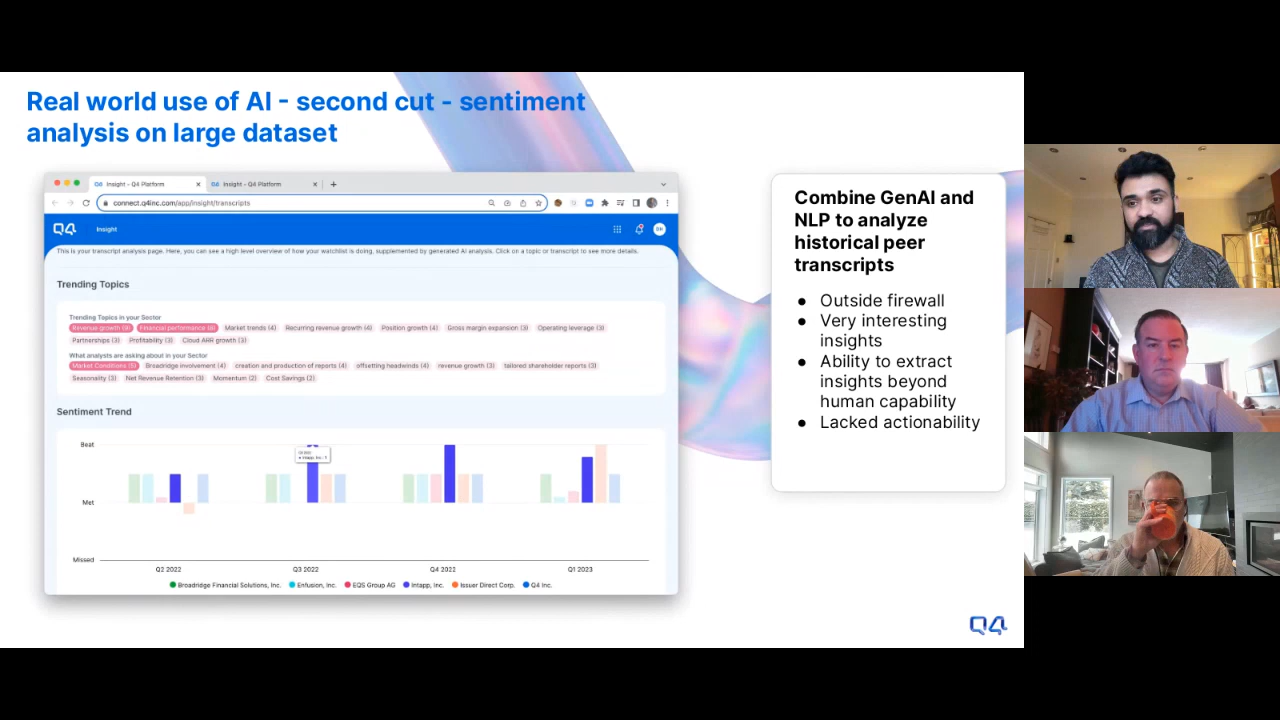 Real world use of AI - second cut - sentiment
analysis on large dataset
Insight - Q4 Platform
Insight - Q4 Platform
connect.q4inc.com/app/insight/transcripts
Q4 Insight
This is your transcript analysis page. Here, you can see a high level overview of how your watchlist is doing, supplemented by generated AI analysis. Click on a topic or transcript to see more details.
Trending Topics
Trending Topics in your Sector
Revenue growth (9) Financial performance (8) Market trends (4) Recurring revenue growth (4) Position growth (4) Gross margin expansion (3) Operating leverage (3)
Partnerships (3) Profitability (3) Cloud ARR growth (3)
What analysts are asking about in your Sector
Market Conditions (5) Broadridge involvement (4) creation and production of reports (4) offsetting headwinds (4) revenue growth (3) tailored shareholder reports (3)
Seasonality (3) Net Revenue Retention (3) Momentum (2) Cost Savings (2)
Sentiment Trend
Beat
Intapp, Inc.: 1
Met
Missed
Q2 2022 Q3 2022 Q4 2022 Q1 2023
Broadridge Financial Solutions, Inc. Enfusion, Inc. EQS Group AG Intapp, Inc. Issuer Direct Corp. Q4 Inc.
Combine GenAI and
NLP to analyze
historical peer
transcripts
● Outside firewall
● Very interesting
insights
● Ability to extract
insights beyond
human capability
● Lacked actionability
Q4